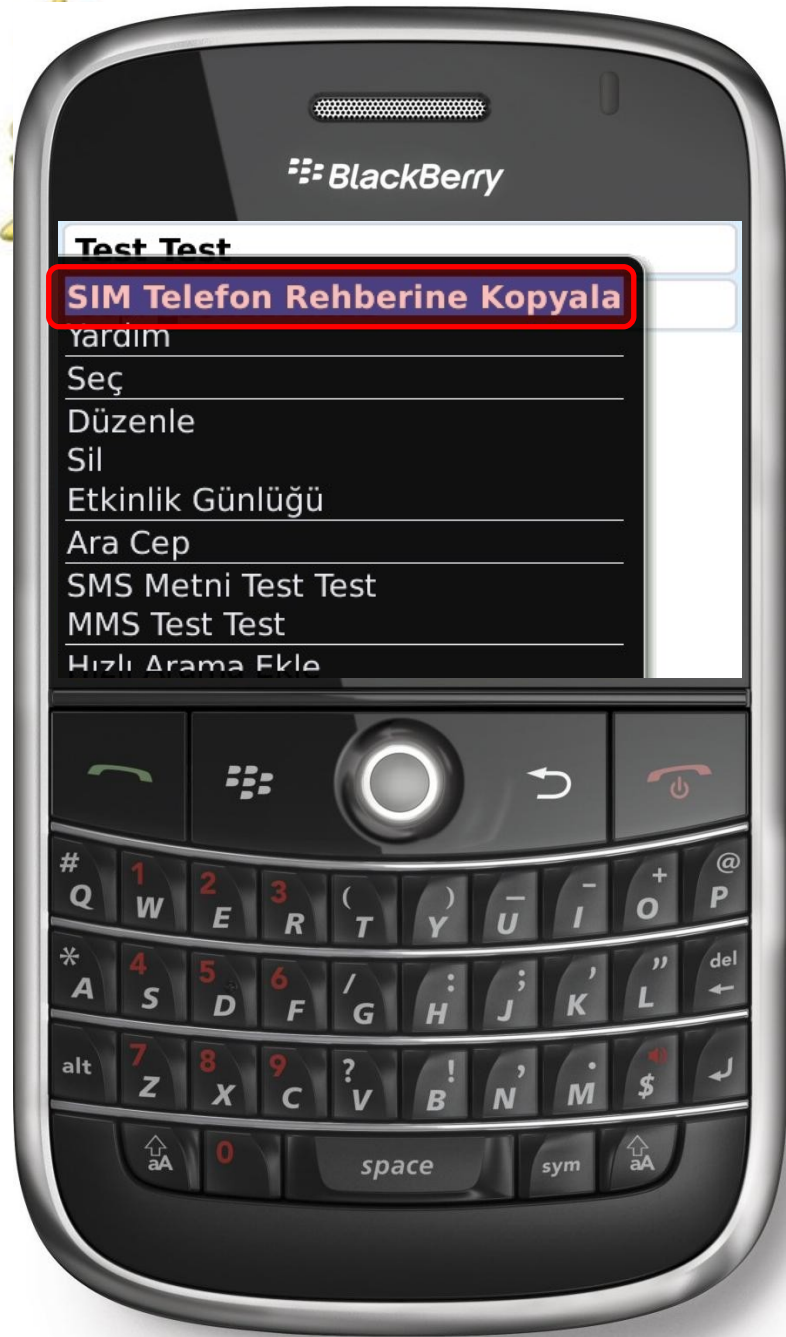 BlackBerry
Test Test
SIM Telefon Rehberine Kopyala
Yardım
Seç
Düzenle
Sil
Etkinlik Günlüğü
Ara Cep
SMS Metni Test Test
MMS Test Test
Hızlı Arama Ekle
# 1 2 3 ( ) _ - + @
Q W E R T Y U I O P
* 4 5 6 / : ; ' " del
A S D F G H J K L
alt 7 8 9 ? ! , .
Z X C V B N M $
aA 0 space sym aA